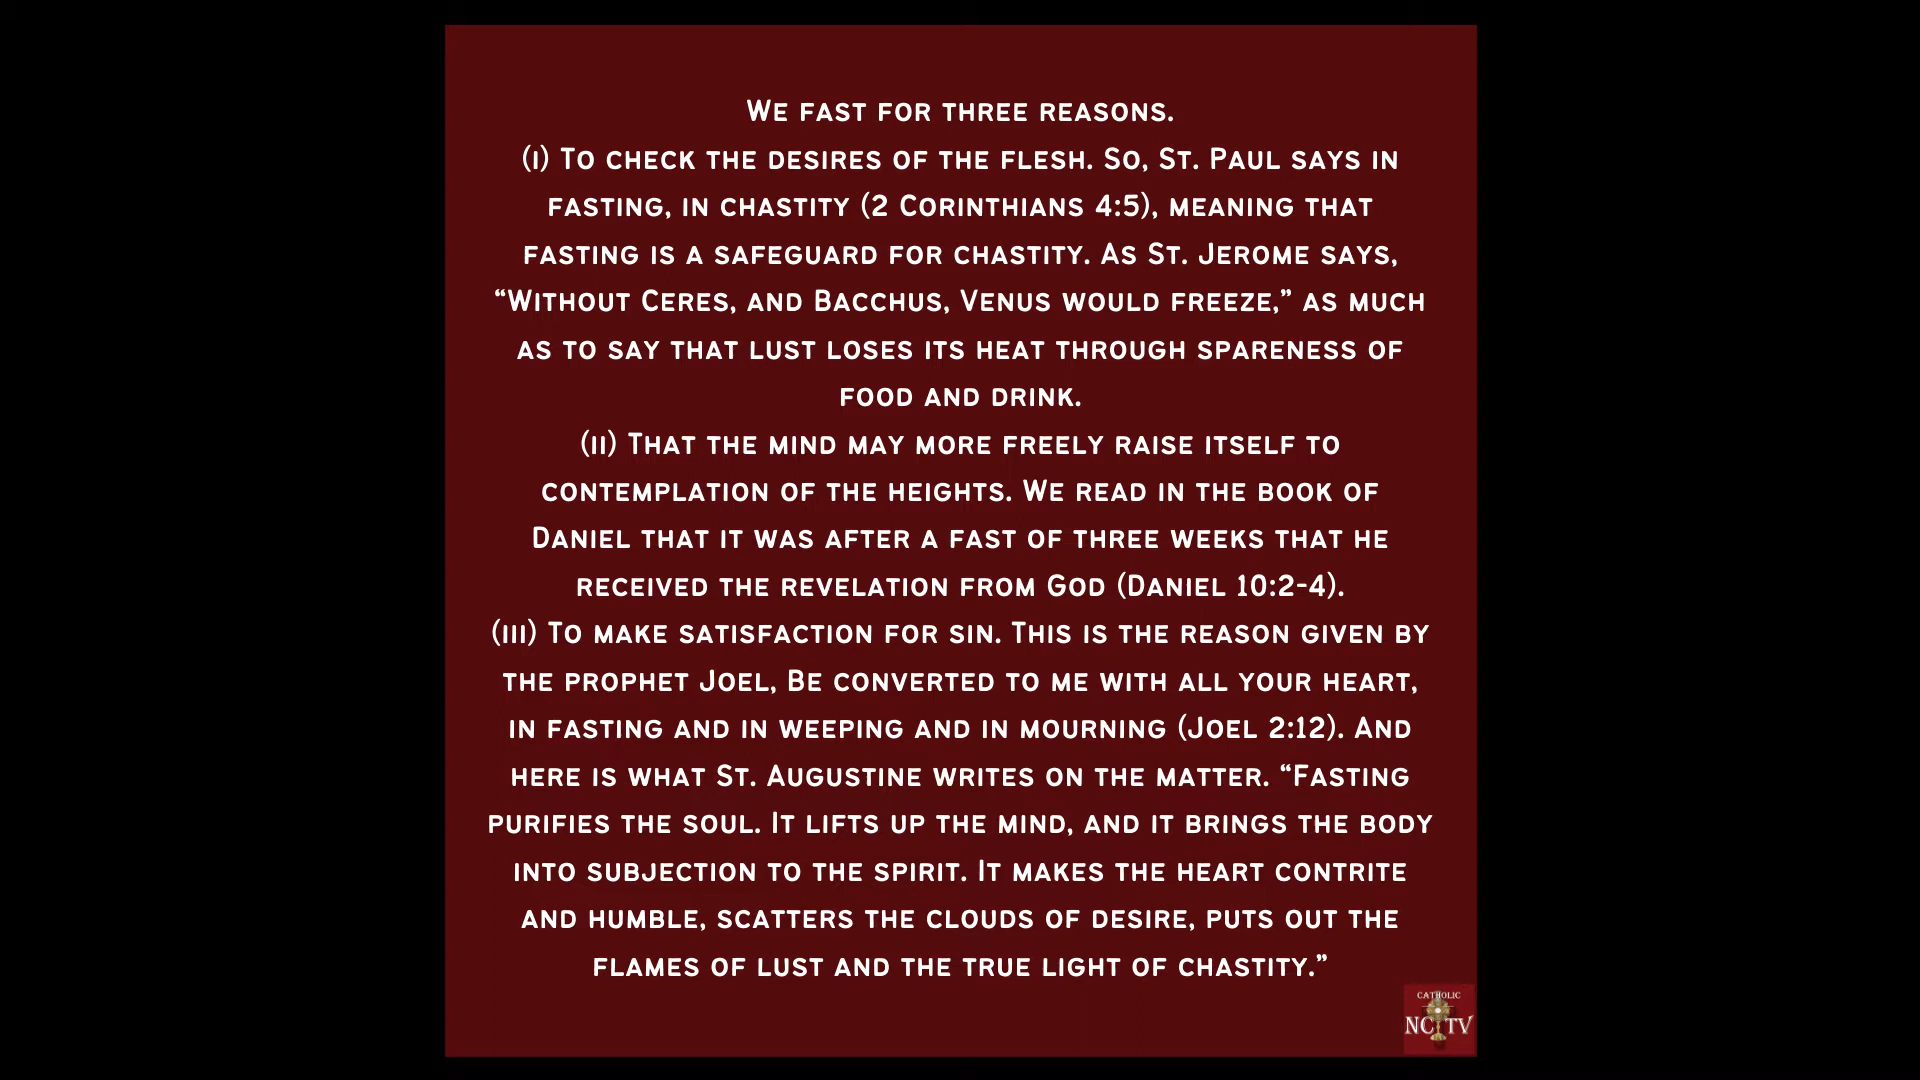 We fast for three reasons.
(i) To check the desires of the flesh. So, St. Paul says in
fasting, in chastity (2 Corinthians 4:5), meaning that
fasting is a safeguard for chastity. As St. Jerome says,
“Without Ceres, and Bacchus, Venus would freeze,” as much
as to say that lust loses its heat through spareness of
food and drink.
(ii) That the mind may more freely raise itself to
contemplation of the heights. We read in the book of
Daniel that it was after a fast of three weeks that he
received the revelation from God (Daniel 10:2-4).
(iii) To make satisfaction for sin. This is the reason given by
the prophet Joel, Be converted to me with all your heart,
in fasting and in weeping and in mourning (Joel 2:12). And
here is what St. Augustine writes on the matter. “Fasting
purifies the soul. It lifts up the mind, and it brings the body
into subjection to the spirit. It makes the heart contrite
and humble, scatters the clouds of desire, puts out the
flames of lust and the true light of chastity.”
CATHOLIC
NC TV